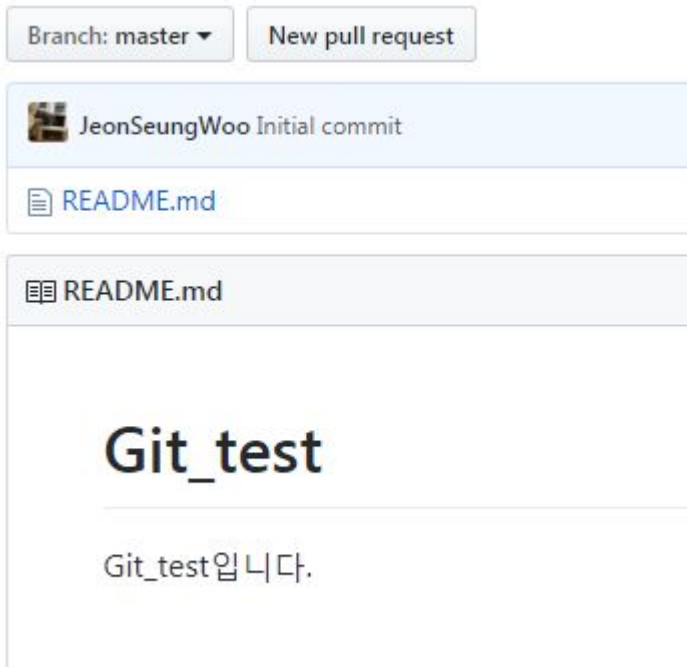 Branch: master New pull request
JeonSeungWoo Initial commit
README.md
README.md
Git_test
Git_test입니다.